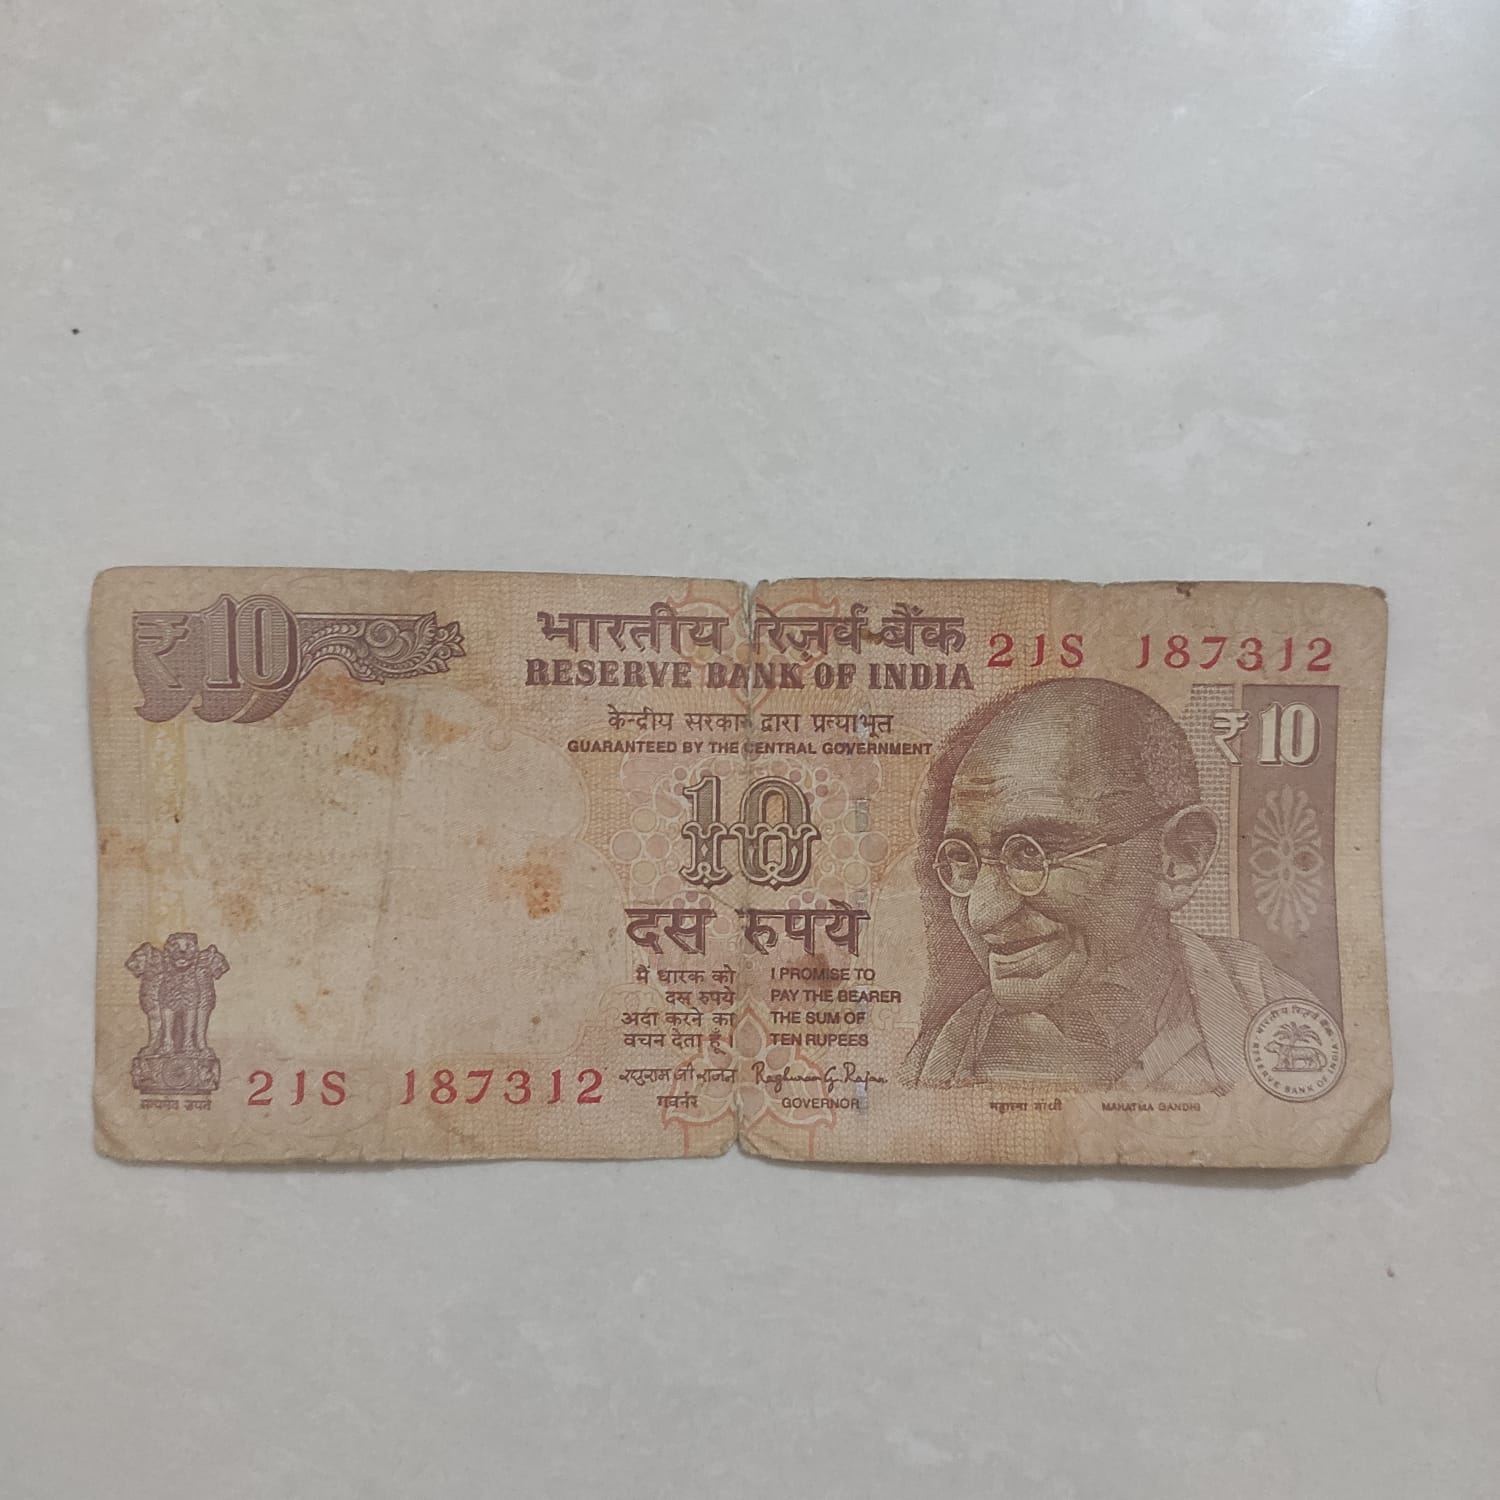 ₹10
भारतीय रिज़र्व बैंक
RESERVE BANK OF INDIA
21S 187312
केन्द्रीय सरकार द्वारा प्रत्याभूत
GUARANTEED BY THE CENTRAL GOVERNMENT
₹10
10
दस रुपये
मैं धारक को
दस रुपये
अदा करने का
वचन देता हूँ।
I PROMISE TO
PAY THE BEARER
THE SUM OF
TEN RUPEES
रघुराम जी राजन
गवर्नर
Raghuram G. Rajan
GOVERNOR
सत्यमेव जयते
21S 187312
महात्मा गांधी
MAHATMA GANDHI
भारतीय रिज़र्व बैंक
RESERVE BANK OF INDIA